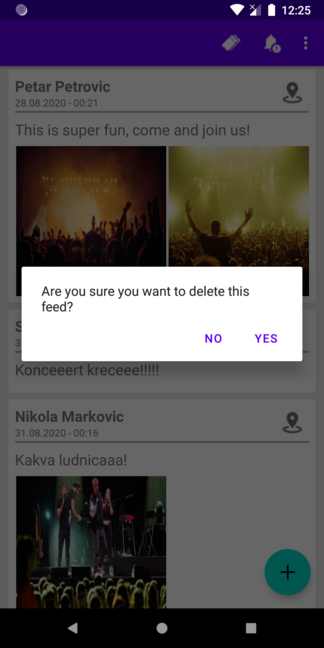 12:25
Petar Petrovic
28.08.2020 - 00:21
This is super fun, come and join us!
Are you sure you want to delete this
feed?
NO YES
Konceeert kreceee!!!!!
Nikola Markovic
31.08.2020 - 00:16
Kakva ludnicaaa!